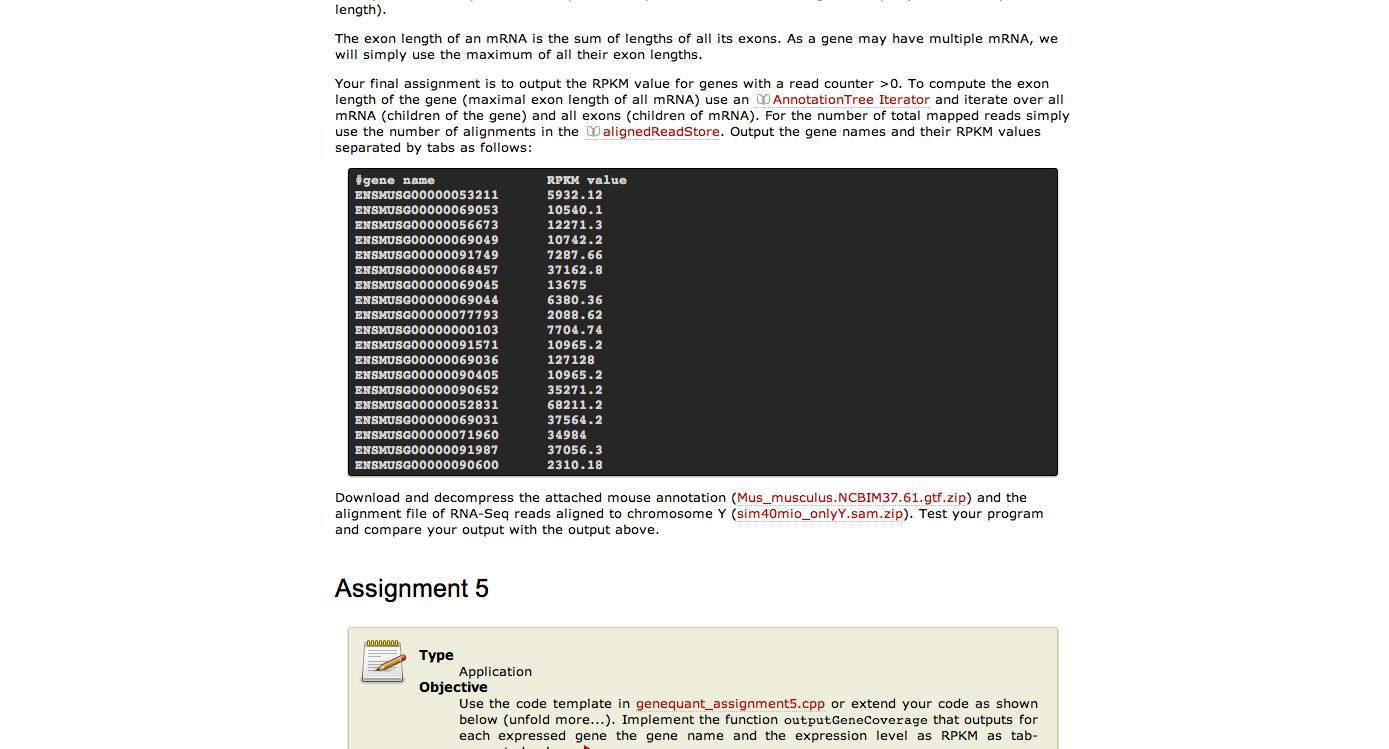 length).
The exon length of an mRNA is the sum of lengths of all its exons. As a gene may have multiple mRNA, we
will simply use the maximum of all their exon lengths.
Your final assignment is to output the RPKM value for genes with a read counter >0. To compute the exon
length of the gene (maximal exon length of all mRNA) use an AnnotationTree Iterator and iterate over all
mRNA (children of the gene) and all exons (children of mRNA). For the number of total mapped reads simply
use the number of alignments in the alignedReadStore. Output the gene names and their RPKM values
separated by tabs as follows:
#gene name RPKM value
ENSMUSG00000053211 5932.12
ENSMUSG00000069053 10540.1
ENSMUSG00000056673 12271.3
ENSMUSG00000069049 10742.2
ENSMUSG00000091749 7287.66
ENSMUSG00000068457 37162.8
ENSMUSG00000069045 13675
ENSMUSG00000069044 6380.36
ENSMUSG00000077793 2088.62
ENSMUSG00000000103 7704.74
ENSMUSG00000091571 10965.2
ENSMUSG00000069036 127128
ENSMUSG00000090405 10965.2
ENSMUSG00000090652 35271.2
ENSMUSG00000052831 68211.2
ENSMUSG00000069031 37564.2
ENSMUSG00000071960 34984
ENSMUSG00000091987 37056.3
ENSMUSG00000090600 2310.18
Download and decompress the attached mouse annotation (Mus_musculus.NCBIM37.61.gtf.zip) and the
alignment file of RNA-Seq reads aligned to chromosome Y (sim40mio_onlyY.sam.zip). Test your program
and compare your output with the output above.
Assignment 5
Type
Application
Objective
Use the code template in genequant_assignment5.cpp or extend your code as shown
below (unfold more...). Implement the function outputGeneCoverage that outputs for
each expressed gene the gene name and the expression level as RPKM as tab-